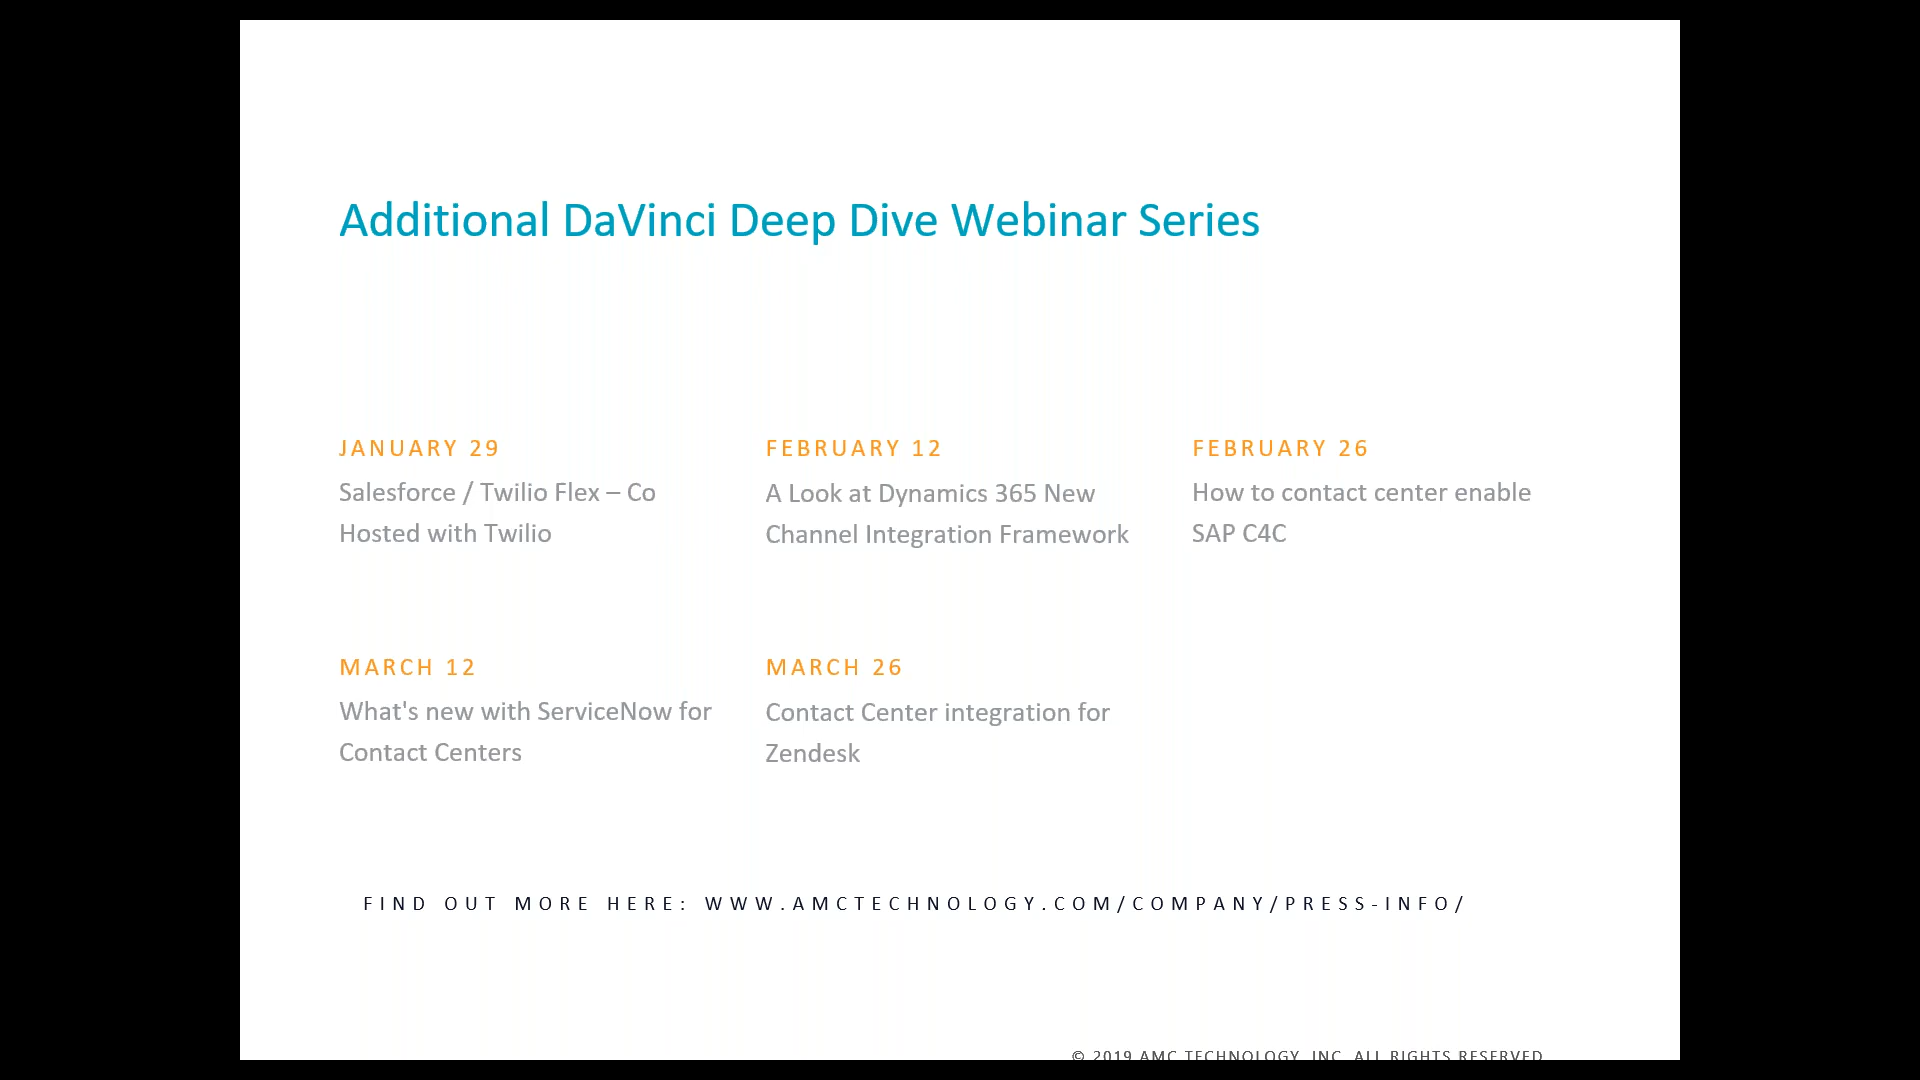 Additional DaVinci Deep Dive Webinar Series
JANUARY 29
Salesforce / Twilio Flex – Co
Hosted with Twilio
FEBRUARY 12
A Look at Dynamics 365 New
Channel Integration Framework
FEBRUARY 26
How to contact center enable
SAP C4C
MARCH 12
What's new with ServiceNow for
Contact Centers
MARCH 26
Contact Center integration for
Zendesk
FIND OUT MORE HERE: WWW.AMCTECHNOLOGY.COM/COMPANY/PRESS-INFO/
© 2019 AMC TECHNOLOGY, INC. ALL RIGHTS RESERVED